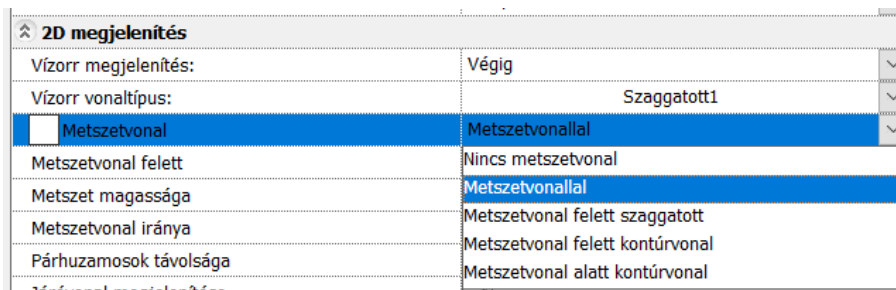 2D megjelenítés
Vízorr megjelenítés: Végig
Vízorr vonaltípus: Szaggatott1
Metszetvonal Metszetvonallal
Metszetvonal felett Nincs metszetvonal
Metszet magassága Metszetvonallal
Metszetvonal iránya Metszetvonal felett szaggatott
Párhuzamosok távolsága Metszetvonal felett kontúrvonal
Metszetvonal alatt kontúrvonal